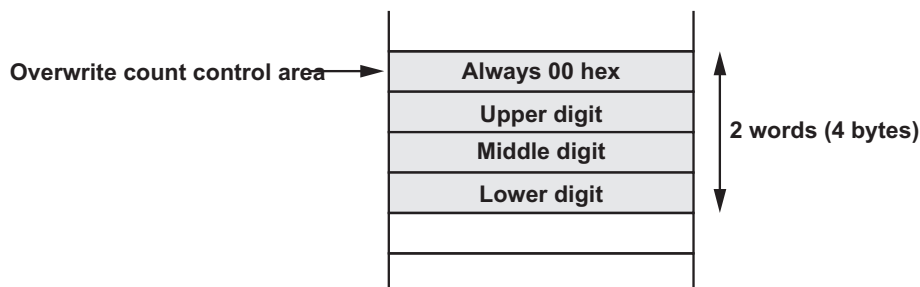 Overwrite count control area
Always 00 hex
Upper digit
Middle digit
Lower digit
2 words (4 bytes)